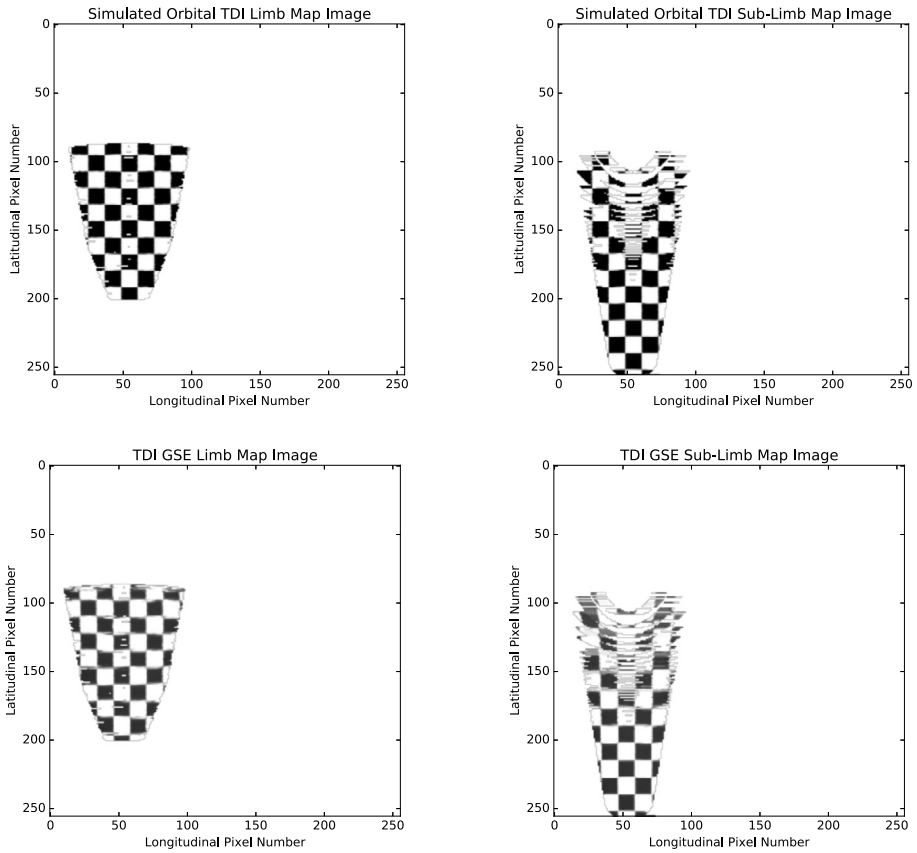 Simulated Orbital TDI Limb Map Image
0
50
100
150
200
250
Latitudinal Pixel Number
0 50 100 150 200 250
Longitudinal Pixel Number
Simulated Orbital TDI Sub-Limb Map Image
0
50
100
150
200
250
Latitudinal Pixel Number
0 50 100 150 200 250
Longitudinal Pixel Number
TDI GSE Limb Map Image
0
50
100
150
200
250
Latitudinal Pixel Number
0 50 100 150 200 250
Longitudinal Pixel Number
TDI GSE Sub-Limb Map Image
0
50
100
150
200
250
Latitudinal Pixel Number
0 50 100 150 200 250
Longitudinal Pixel Number